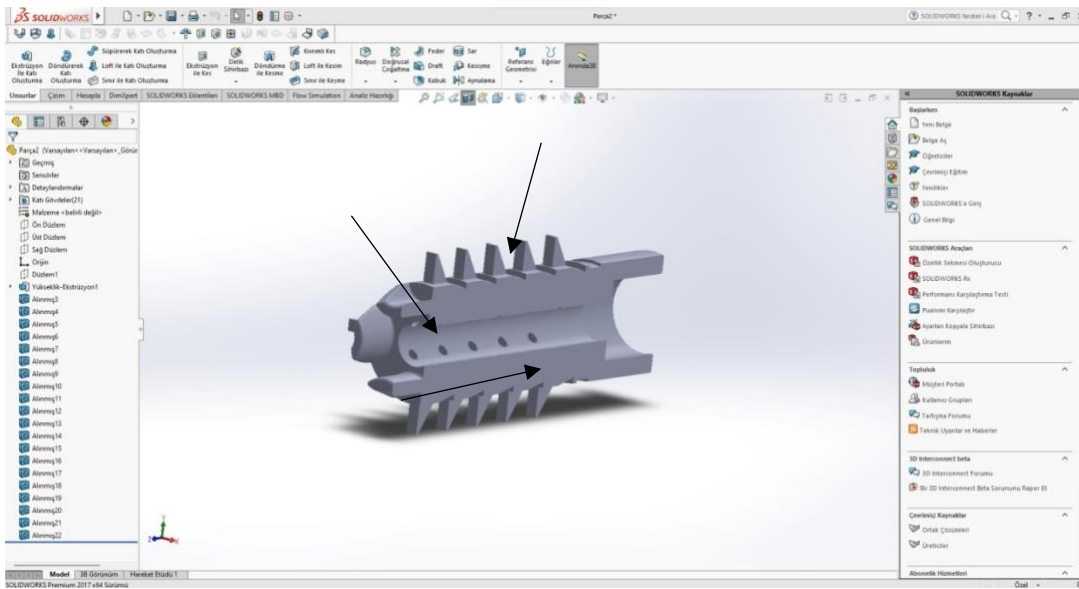 SOLIDWORKS
Parça2 *
Süpürerek Katı Oluşturma
Loft ile Katı Oluşturma
Sınır ile Katı Oluşturma
Ekstrüzyon ile Katı Oluşturma
Döndürerek Katı Oluşturma
Ekstrüzyon ile Kes
Delik Sihirbazı
Döndürme ile Kesme
Loft ile Kesim
Sınır ile Kesme
Radyus
Doğrusal Çoğaltma
Feder
Draft
Kabuk
Sar
Kesişme
Aynalama
Referans Geometrisi
Eğriler
Anında3B
Unsurlar
Çizim
Hesapla
DimXpert
SOLIDWORKS Eklentileri
SOLIDWORKS MBD
Flow Simulation
Analiz Hazırlığı
Parça2 (Varsayılan<<Varsayılan>_Görün
Geçmiş
Sensörler
Detaylandırmalar
Katı Gövdeler(21)
Malzeme <belirli değil>
Ön Düzlem
Üst Düzlem
Sağ Düzlem
Orijin
Düzlem1
Yükseklik-Ekstrüzyon1
Alınmış3
Alınmış4
Alınmış5
Alınmış6
Alınmış7
Alınmış8
Alınmış9
Alınmış10
Alınmış11
Alınmış12
Alınmış13
Alınmış14
Alınmış15
Alınmış16
Alınmış17
Alınmış18
Alınmış19
Alınmış20
Alınmış21
Alınmış22
SOLIDWORKS Kaynaklar
Başlarken
Yeni Belge
Belge Aç
Öğreticiler
Çevrimiçi Eğitim
Yenilikler
SOLIDWORKS'e Giriş
Genel Bilgi
SOLIDWORKS Araçları
Özellik Sekmesi Oluşturucu
SOLIDWORKS Rx
Performans Karşılaştırma Testi
Puanımı Karşılaştır
Ayarları Kopyala Sihirbazı
Ürünlerim
Topluluk
Müşteri Portalı
Kullanıcı Grupları
Tartışma Forumu
Teknik Uyarılar ve Haberler
3D Interconnect beta
3D Interconnect Forumu
Bir 3D Interconnect Beta Sorununu Rapor Et
Çevrimiçi Kaynaklar
Ortak Çözümleri
Üreticiler
Abonelik Hizmetleri
Model
3B Görünüm
Hareket Etüdü 1
SOLIDWORKS Premium 2017 x64 Sürümü
Özel